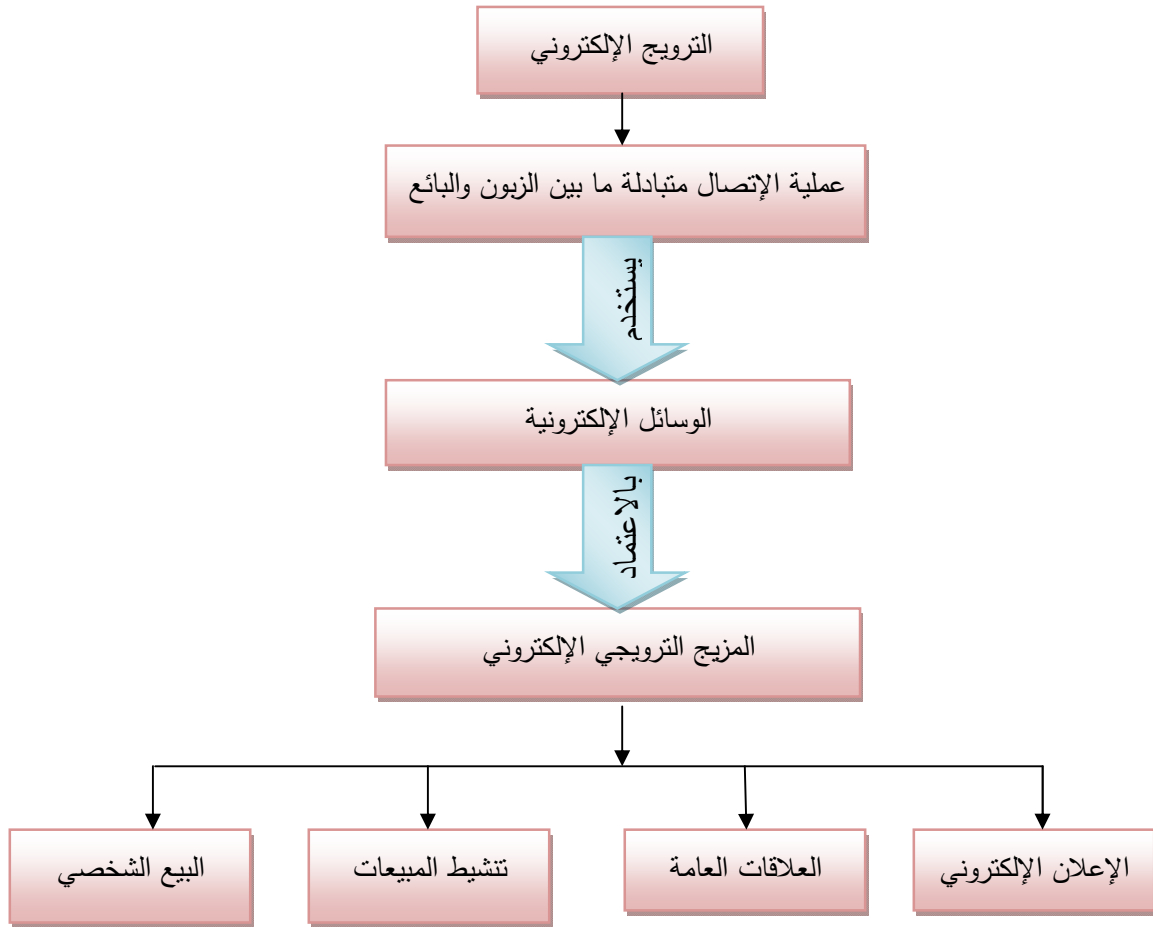 الترويج الإلكتروني
عملية الإتصال متبادلة ما بين الزبون والبائع
يستخدم
الوسائل الإلكترونية
بالاعتماد
المزيج الترويجي الإلكتروني
الإعلان الإلكتروني
العلاقات العامة
تنشيط المبيعات
البيع الشخصي